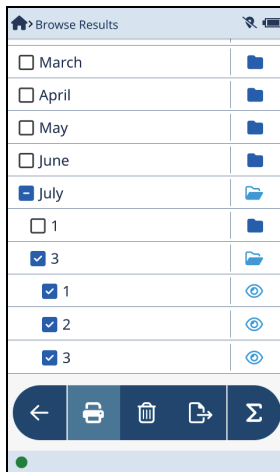 Browse Results
March
April
May
June
July
1
3
1
2
3
Σ